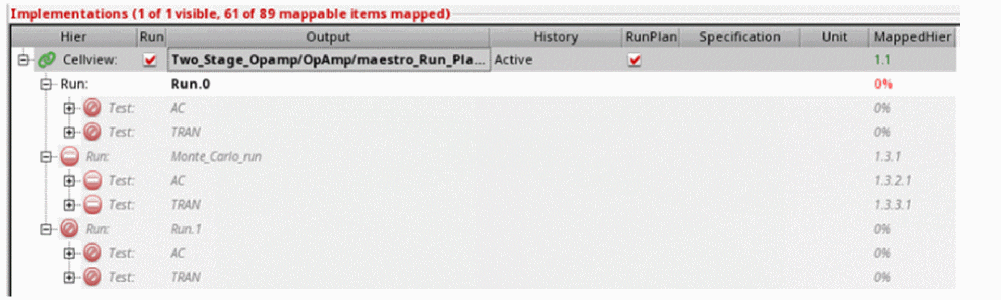 Implementations (1 of 1 visible, 61 of 89 mappable items mapped)
Hier Run Output History RunPlan Specification Unit MappedHier
Cellview: Two_Stage_Opamp/OpAmp/maestro_Run_Pla... Active 1.1
Run: Run.0 0%
Test: AC 0%
Test: TRAN 0%
Run: Monte_Carlo_run 1.3.1
Test: AC 1.3.2.1
Test: TRAN 1.3.3.1
Run: Run.1 0%
Test: AC 0%
Test: TRAN 0%